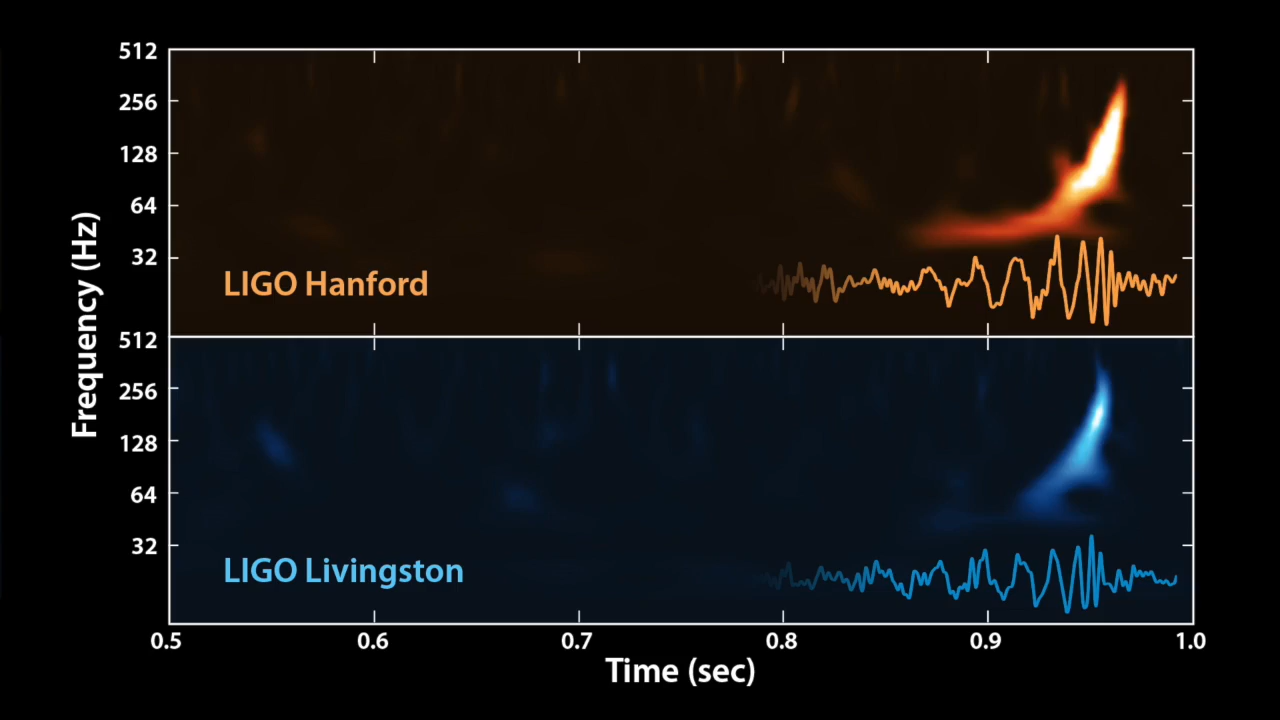 512
256
128
64
32
LIGO Hanford
512
256
128
64
32
LIGO Livingston
Frequency (Hz)
0.5 0.6 0.7 0.8 0.9 1.0
Time (sec)